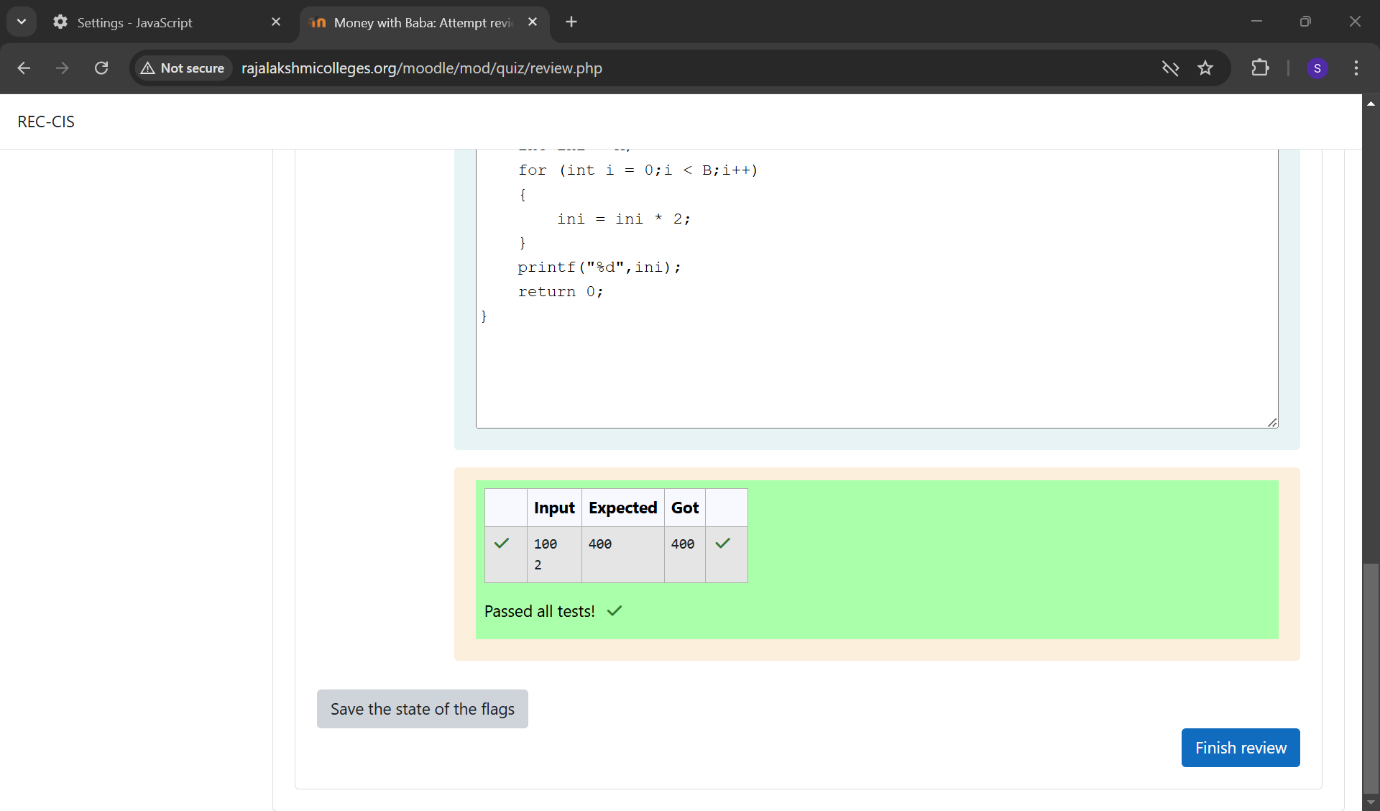 Settings - JavaScript
Money with Baba: Attempt revi
Not secure
rajalakshmicolleges.org/moodle/mod/quiz/review.php
S
REC-CIS
for (int i = 0;i < B;i++)
{
ini = ini * 2;
}
printf("%d",ini);
return 0;
}
Input Expected Got
100 400 400
2
Passed all tests!
Save the state of the flags
Finish review